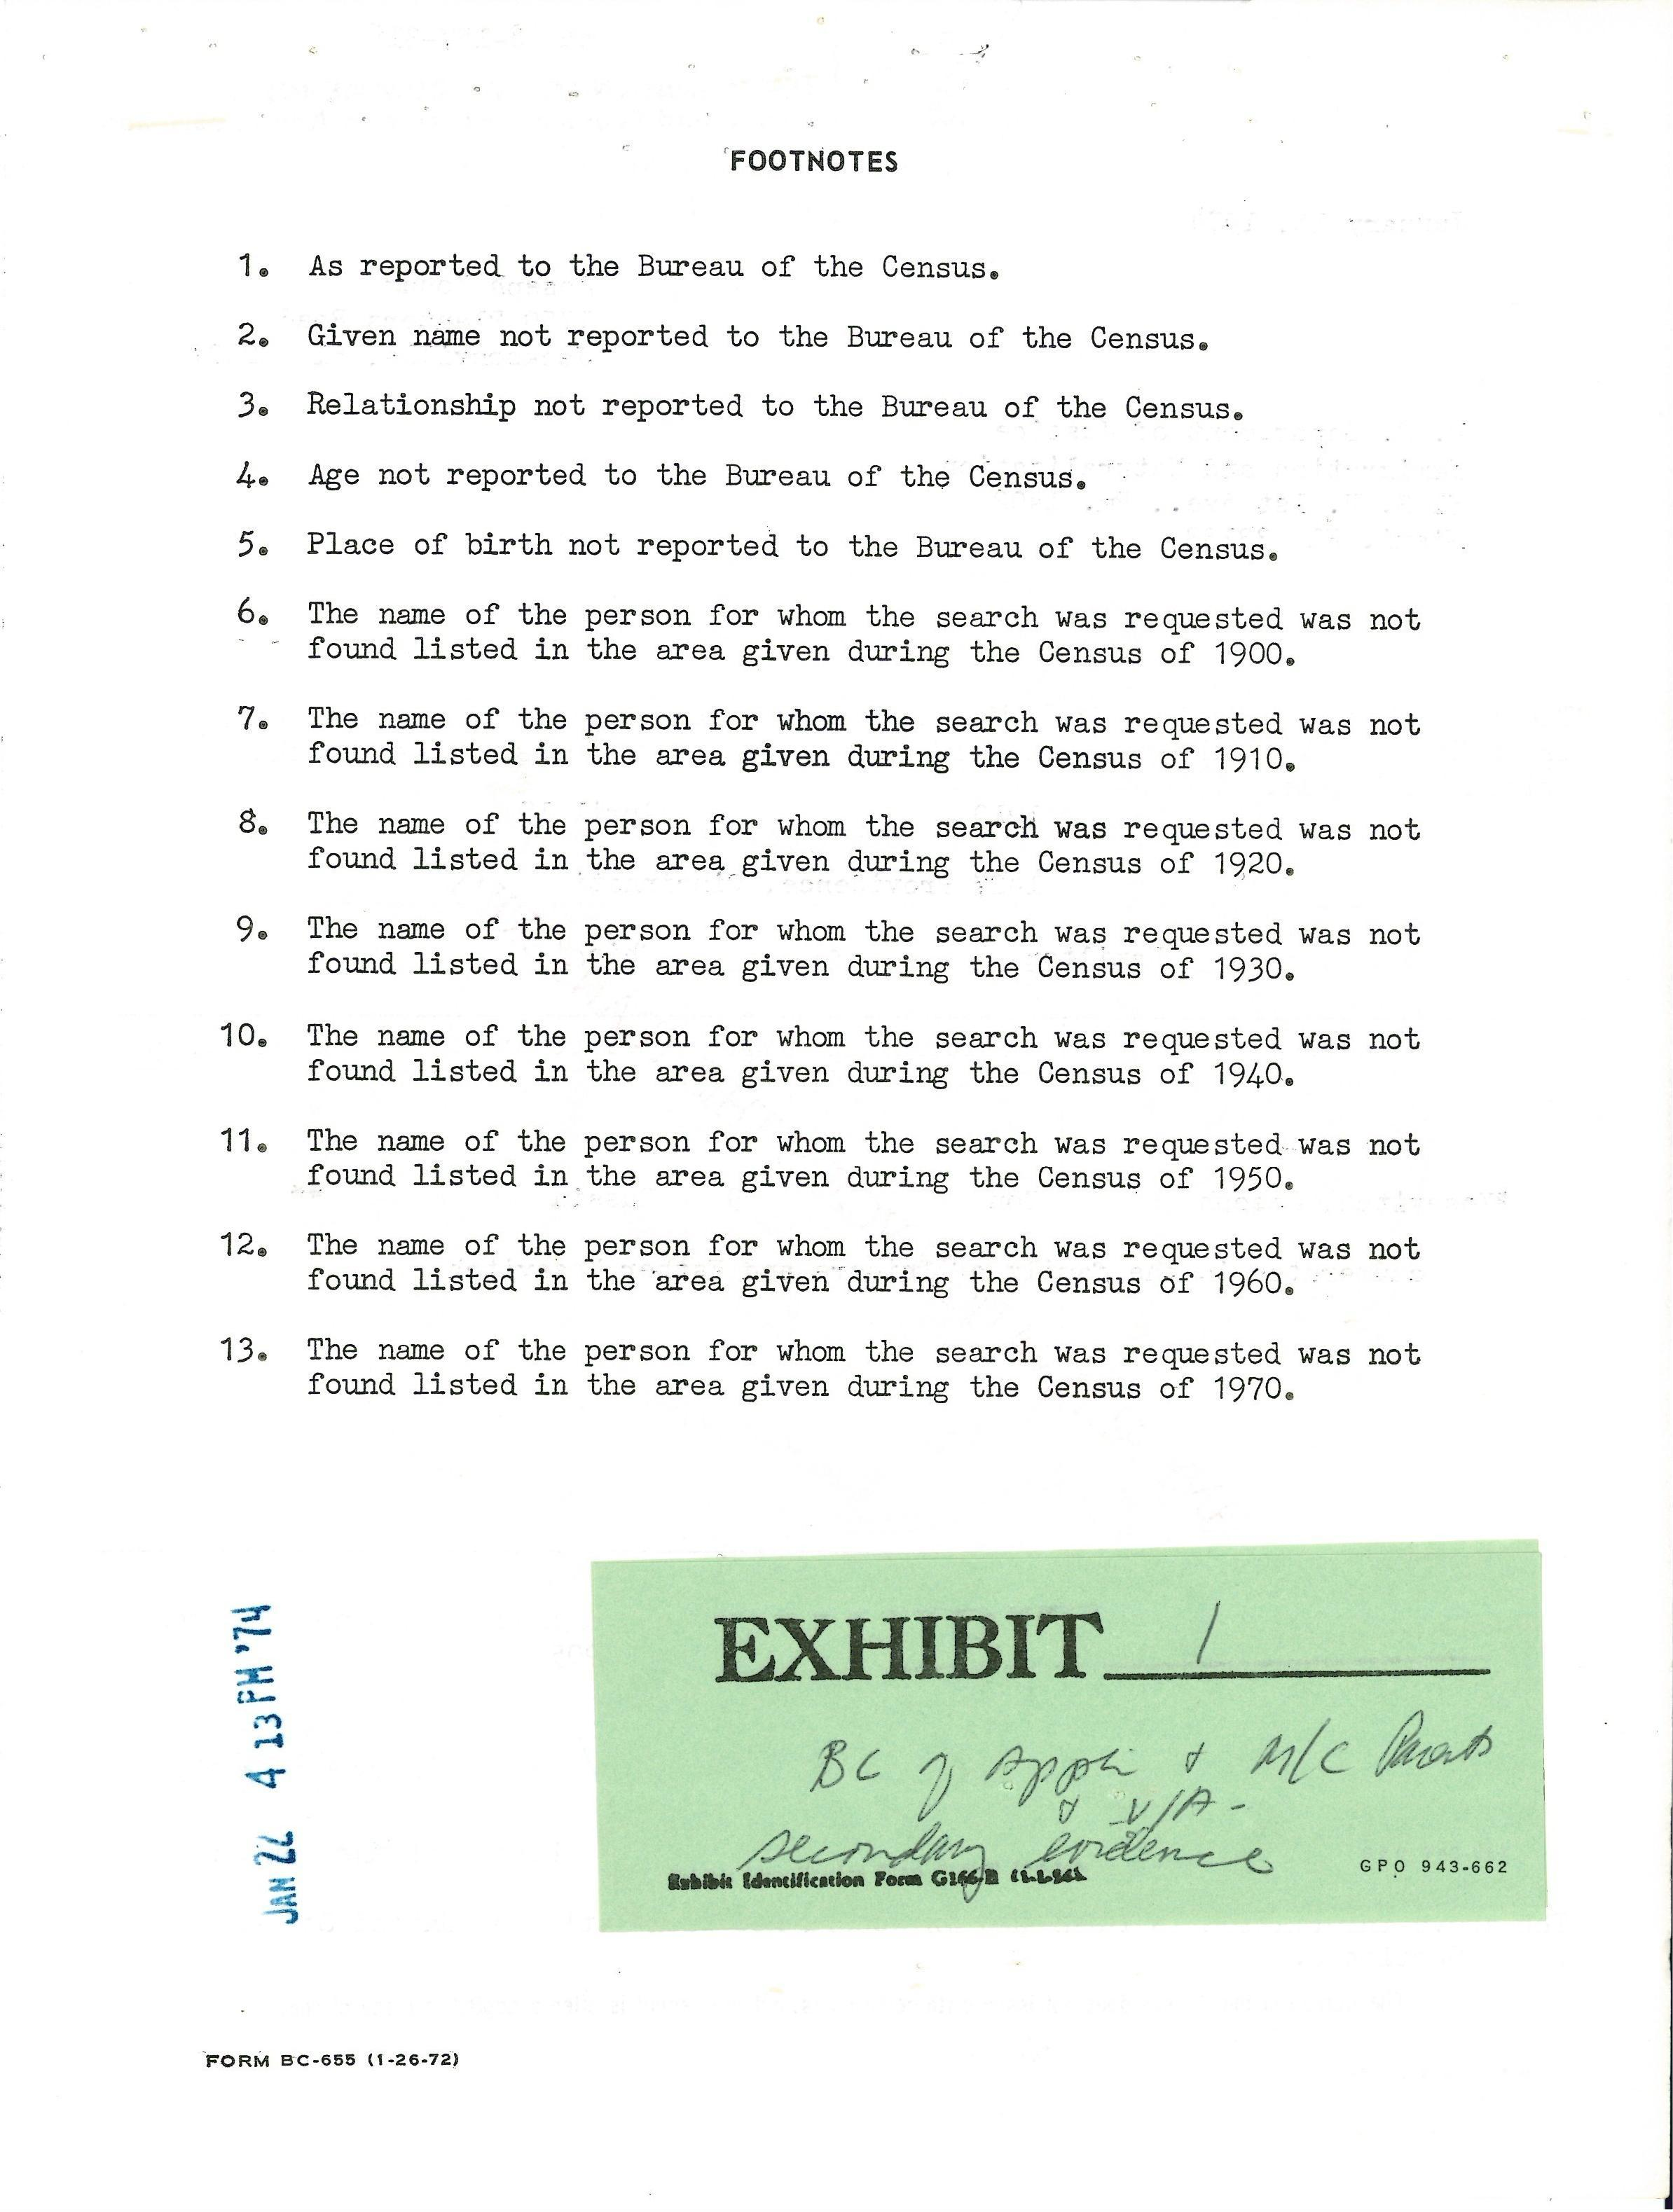 FOOTNOTES
1. As reported to the Bureau of the Census.
2. Given name not reported to the Bureau of the Census.
3. Relationship not reported to the Bureau of the Census.
4. Age not reported to the Bureau of the Census.
5. Place of birth not reported to the Bureau of the Census.
6. The name of the person for whom the search was requested was not
found listed in the area given during the Census of 1900.
7. The name of the person for whom the search was requested was not
found listed in the area given during the Census of 1910.
8. The name of the person for whom the search was requested was not
found listed in the area given during the Census of 1920.
9. The name of the person for whom the search was requested was not
found listed in the area given during the Census of 1930.
10. The name of the person for whom the search was requested was not
found listed in the area given during the Census of 1940.
11. The name of the person for whom the search was requested was not
found listed in the area given during the Census of 1950.
12. The name of the person for whom the search was requested was not
found listed in the area given during the Census of 1960.
13. The name of the person for whom the search was requested was not
found listed in the area given during the Census of 1970.
JAN 22 4 13 PM '74
EXHIBIT 1
BC of & M/C Parents
& V/A -
secondary evidence
Exhibit Identification Form
GPO 943-662
FORM BC-655 (1-26-72)